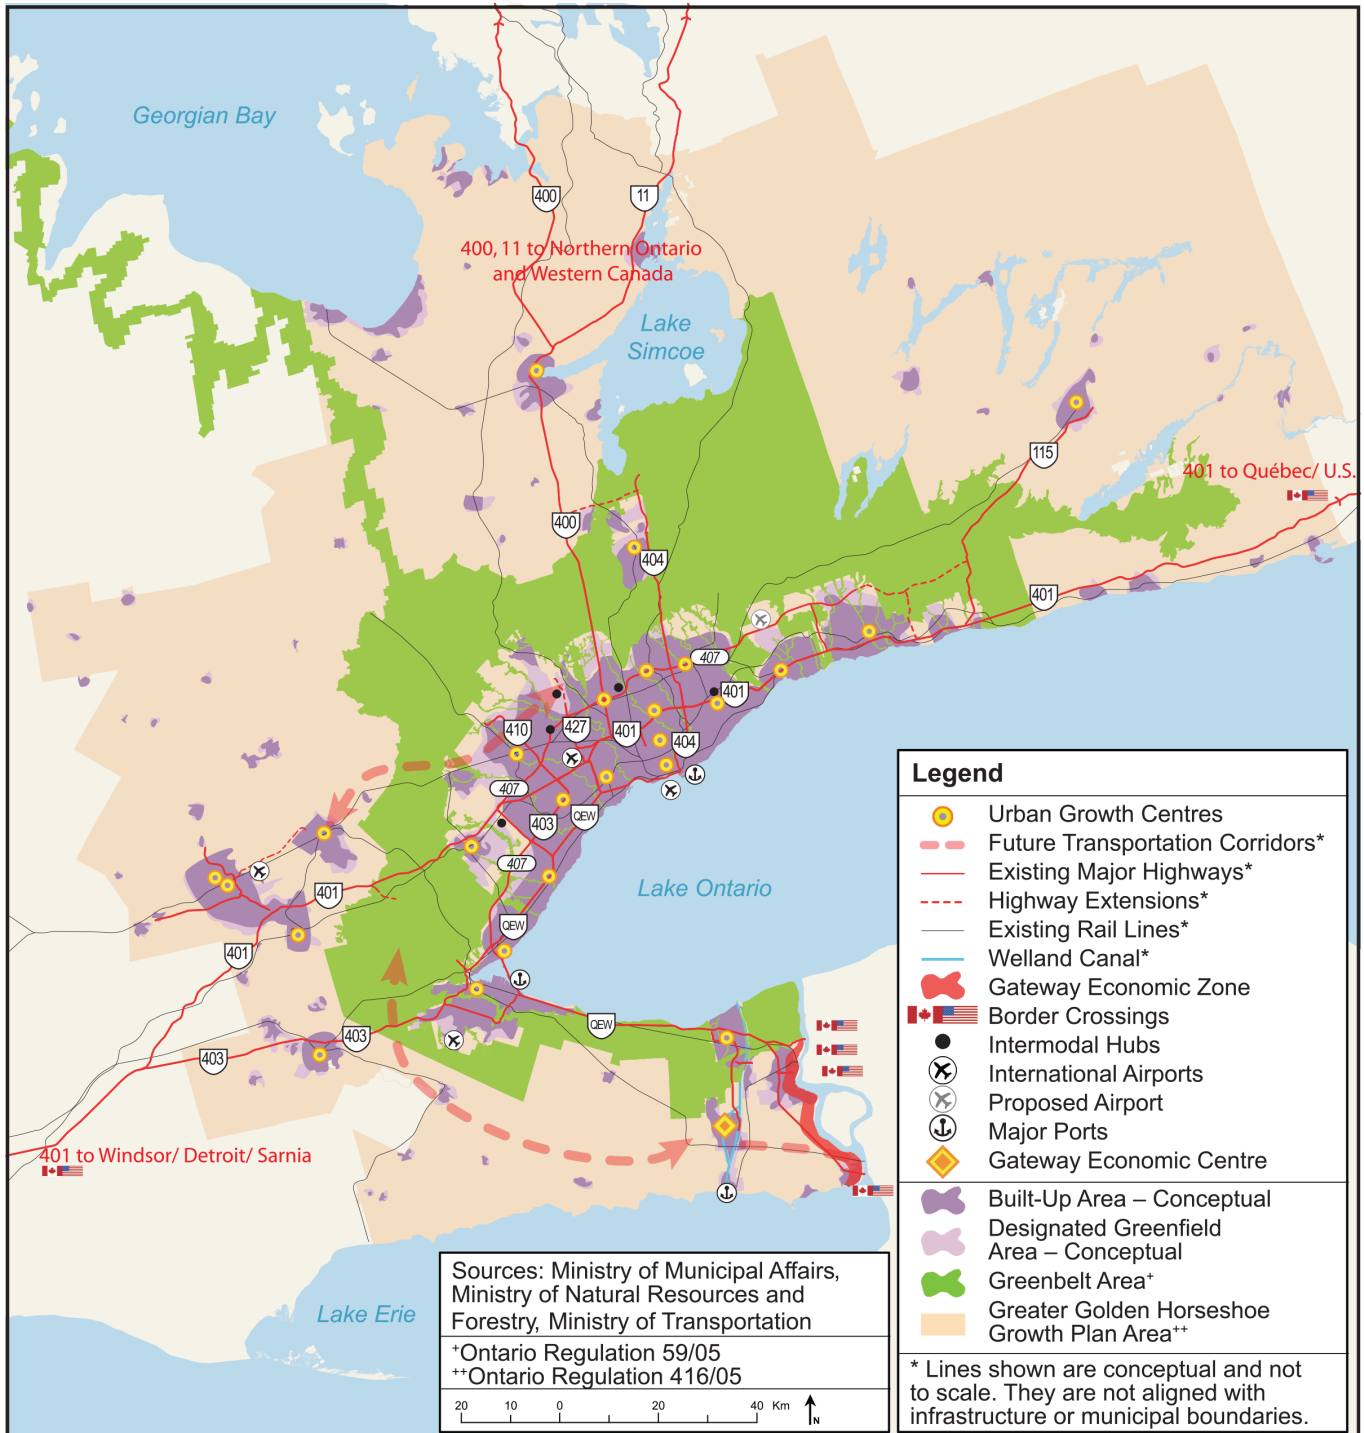 Georgian Bay
400
11
400, 11 to Northern Ontario
and Western Canada
Lake
Simcoe
115
401 to Québec/ U.S.
400
404
401
407
401
410
427
401
404
407
403
QEW
407
Lake Ontario
401
QEW
401
QEW
403
403
401 to Windsor/ Detroit/ Sarnia
Lake Erie
Legend
Urban Growth Centres
Future Transportation Corridors*
Existing Major Highways*
Highway Extensions*
Existing Rail Lines*
Welland Canal*
Gateway Economic Zone
Border Crossings
Intermodal Hubs
International Airports
Proposed Airport
Major Ports
Gateway Economic Centre
Built-Up Area – Conceptual
Designated Greenfield
Area – Conceptual
Greenbelt Area+
Greater Golden Horseshoe
Growth Plan Area++
* Lines shown are conceptual and not
to scale. They are not aligned with
infrastructure or municipal boundaries.
Sources: Ministry of Municipal Affairs,
Ministry of Natural Resources and
Forestry, Ministry of Transportation
+Ontario Regulation 59/05
++Ontario Regulation 416/05
20 10 0 20 40 Km
N